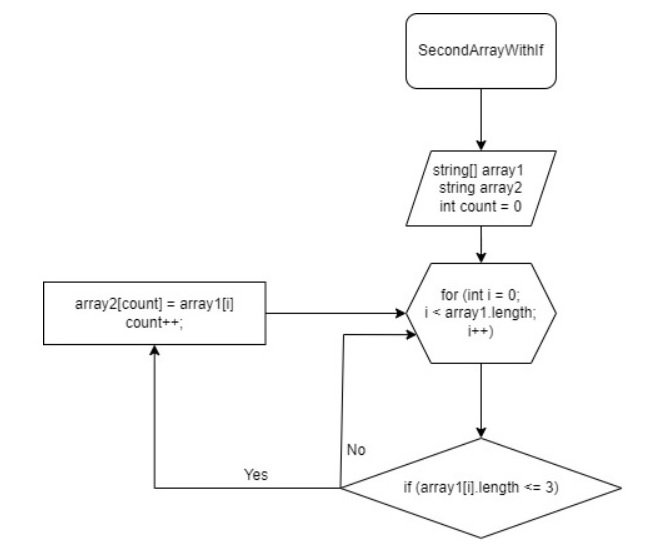 SecondArrayWithIf
string[] array1
string array2
int count = 0
for (int i = 0;
i < array1.length;
i++)
array2[count] = array1[i]
count++;
No
Yes
if (array1[i].length <= 3)